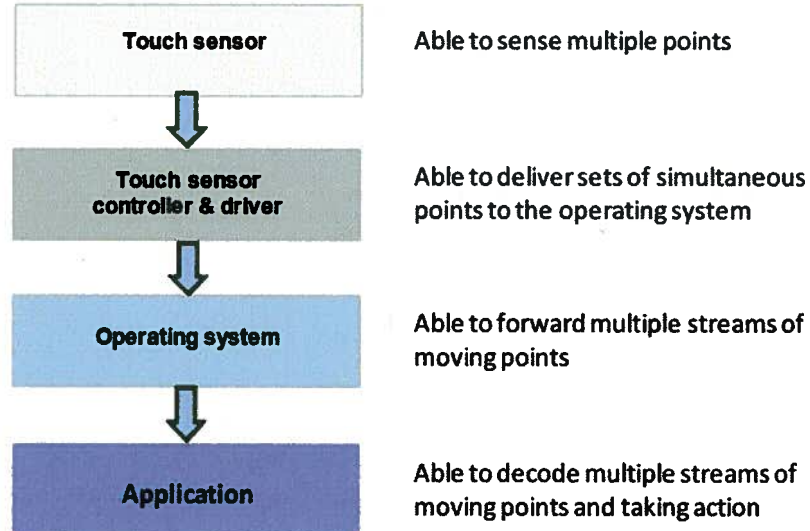 Touch sensor
Able to sense multiple points
Touch sensor
controller & driver
Able to deliver sets of simultaneous
points to the operating system
Operating system
Able to forward multiple streams of
moving points
Application
Able to decode multiple streams of
moving points and taking action